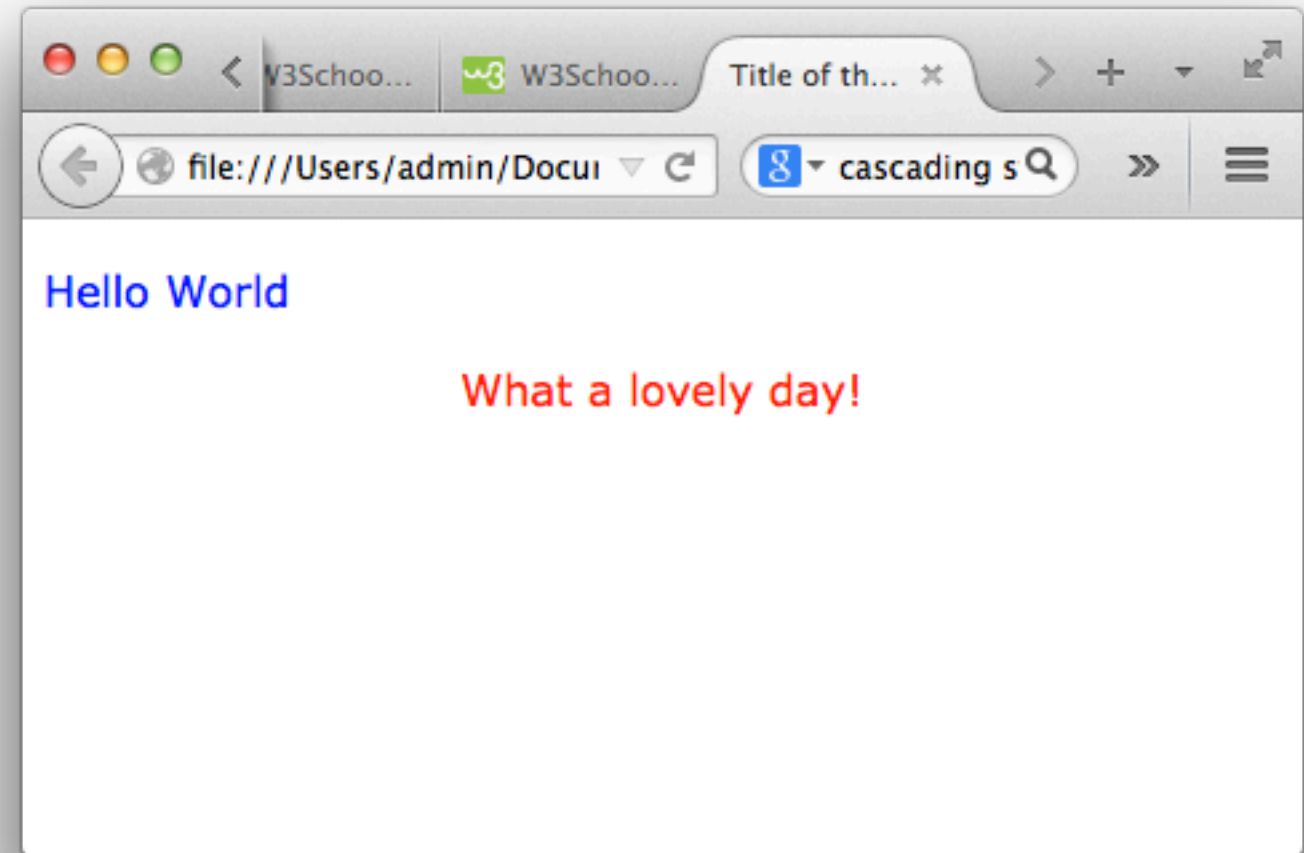 W3Schoo... W3Schoo... Title of th...
file:///Users/admin/Docu cascading s
Hello World
What a lovely day!